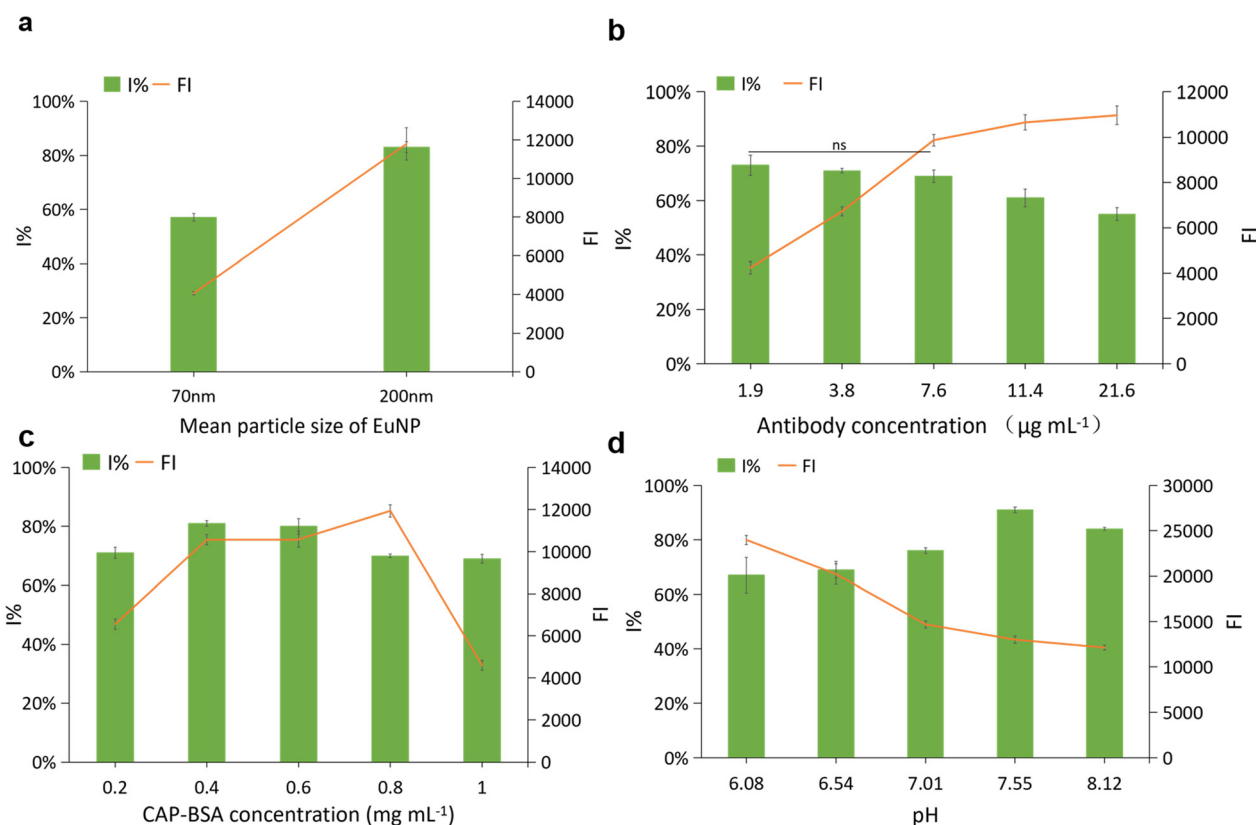 a
I% FI
100%
80%
60%
40%
20%
0%
I%
14000
12000
10000
8000
6000
4000
2000
0
FI
70nm 200nm
Mean particle size of EuNP
b
I% FI
100%
80%
60%
40%
20%
0%
I%
ns
12000
10000
8000
6000
4000
2000
0
FI
1.9 3.8 7.6 11.4 21.6
Antibody concentration （μg mL-1）
c
I% FI
100%
80%
60%
40%
20%
0%
I%
14000
12000
10000
8000
6000
4000
2000
0
FI
0.2 0.4 0.6 0.8 1
CAP-BSA concentration (mg mL-1)
d
I% FI
100%
80%
60%
40%
20%
0%
I%
30000
25000
20000
15000
10000
5000
0
FI
6.08 6.54 7.01 7.55 8.12
pH